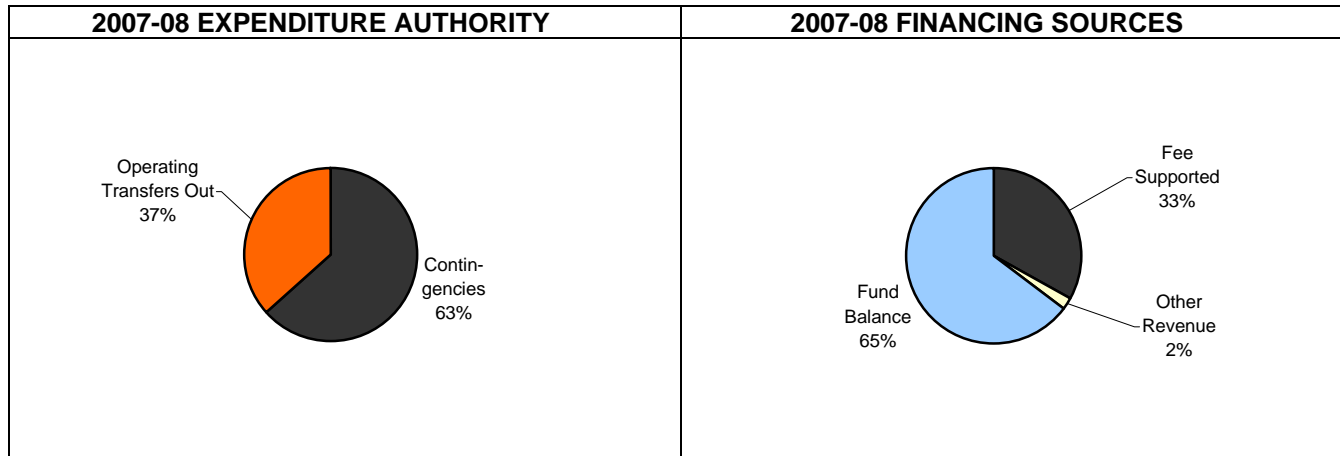 2007-08 EXPENDITURE AUTHORITY
2007-08 FINANCING SOURCES
Operating
Transfers Out
37%
Contin-
gencies
63%
Fee
Supported
33%
Other
Revenue
2%
Fund
Balance
65%